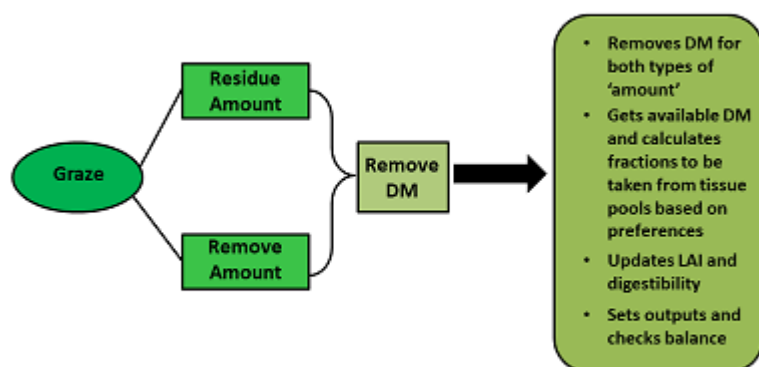 Graze
Residue
Amount
Remove
Amount
Remove
DM
• Removes DM for
both types of
‘amount’
• Gets available DM
and calculates
fractions to be
taken from tissue
pools based on
preferences
• Updates LAI and
digestibility
• Sets outputs and
checks balance